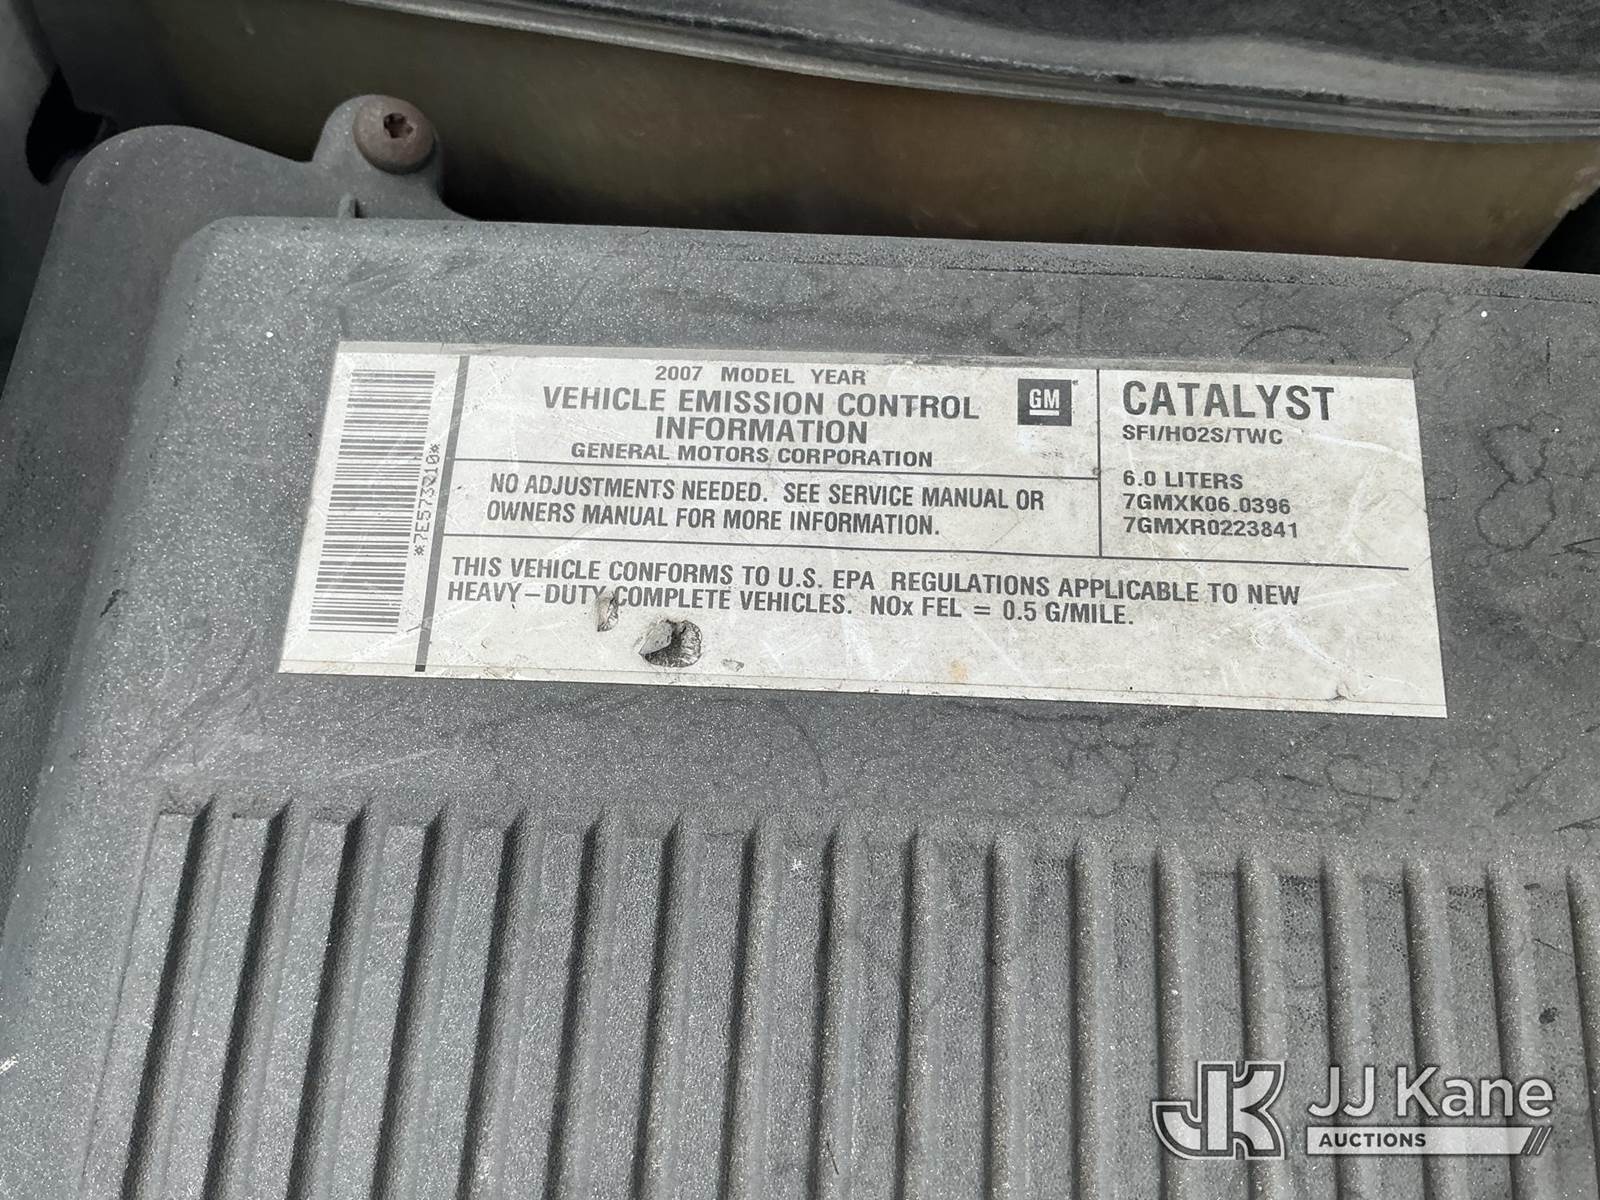 2007 MODEL YEAR
VEHICLE EMISSION CONTROL
INFORMATION
GENERAL MOTORS CORPORATION
GM
NO ADJUSTMENTS NEEDED. SEE SERVICE MANUAL OR
OWNERS MANUAL FOR MORE INFORMATION.
CATALYST
SFI/HO2S/TWC
6.0 LITERS
7GMXK06.0396
7GMXR0223841
THIS VEHICLE CONFORMS TO U.S. EPA REGULATIONS APPLICABLE TO NEW
HEAVY-DUTY COMPLETE VEHICLES. NOx FEL = 0.5 G/MILE.
*7E573010*
JK JJ Kane
AUCTIONS